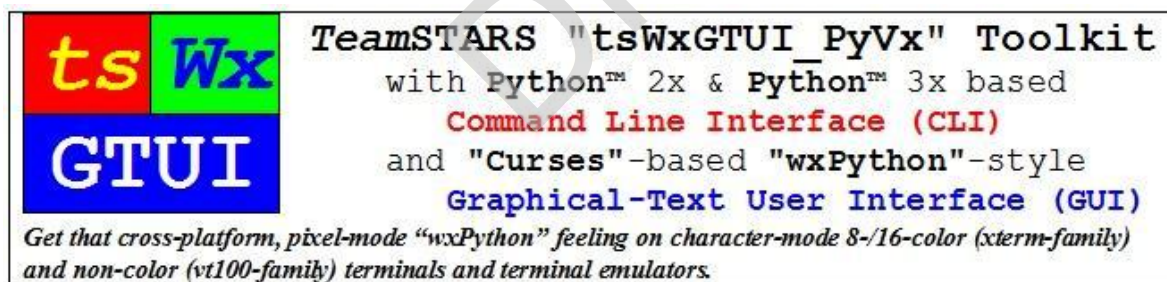 ts Wx
GTUI
TeamSTARS "tsWxGTUI_PyVx" Toolkit
with Python™ 2x & Python™ 3x based
Command Line Interface (CLI)
and "Curses"-based "wxPython"-style
Graphical-Text User Interface (GUI)
Get that cross-platform, pixel-mode “wxPython” feeling on character-mode 8-/16-color (xterm-family)
and non-color (vt100-family) terminals and terminal emulators.